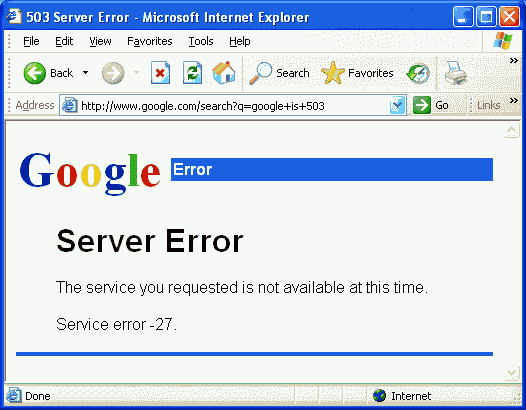 503 Server Error - Microsoft Internet Explorer
File Edit View Favorites Tools Help
Back Search Favorites »
Address http://www.google.com/search?q=google+is+503 Go Links »
Google Error
Server Error
The service you requested is not available at this time.
Service error -27.
Done Internet